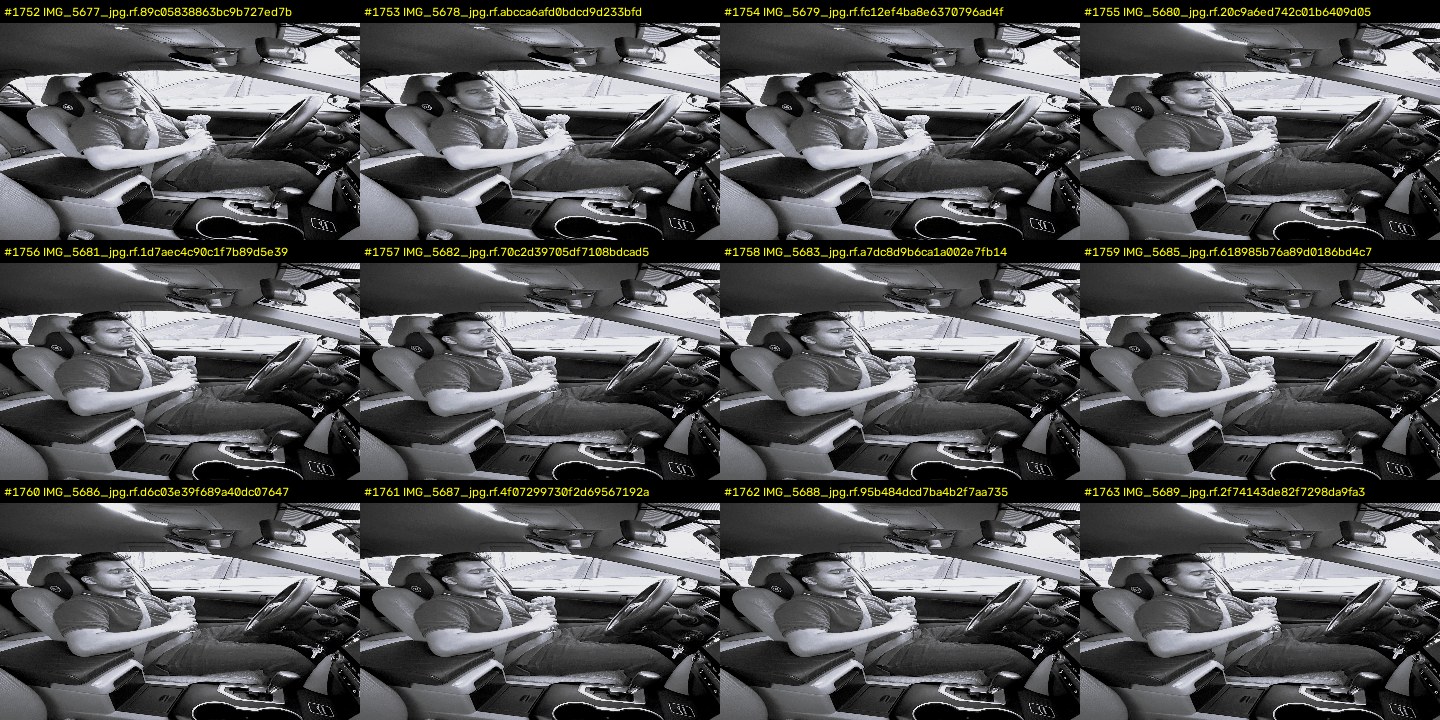 #1752 IMG_5677_jpg.rf.89c05838863bc9b727ed7b
#1753 IMG_5678_jpg.rf.abcca6afd0bdcd9d233bfd
#1754 IMG_5679_jpg.rf.fc12ef4ba8e6370796ad4f
#1755 IMG_5680_jpg.rf.20c9a6ed742c01b6409d05
#1756 IMG_5681_jpg.rf.1d7aec4c90c1f7b89d5e39
#1757 IMG_5682_jpg.rf.70c2d39705df7108bdcad5
#1758 IMG_5683_jpg.rf.a7dc8d9b6ca1a002e7fb14
#1759 IMG_5685_jpg.rf.618985b76a89d0186bd4c7
#1760 IMG_5686_jpg.rf.d6c03e39f689a40dc07647
#1761 IMG_5687_jpg.rf.4f07299730f2d69567192a
#1762 IMG_5688_jpg.rf.95b484dcd7ba4b2f7aa735
#1763 IMG_5689_jpg.rf.2f74143de82f7298da9fa3